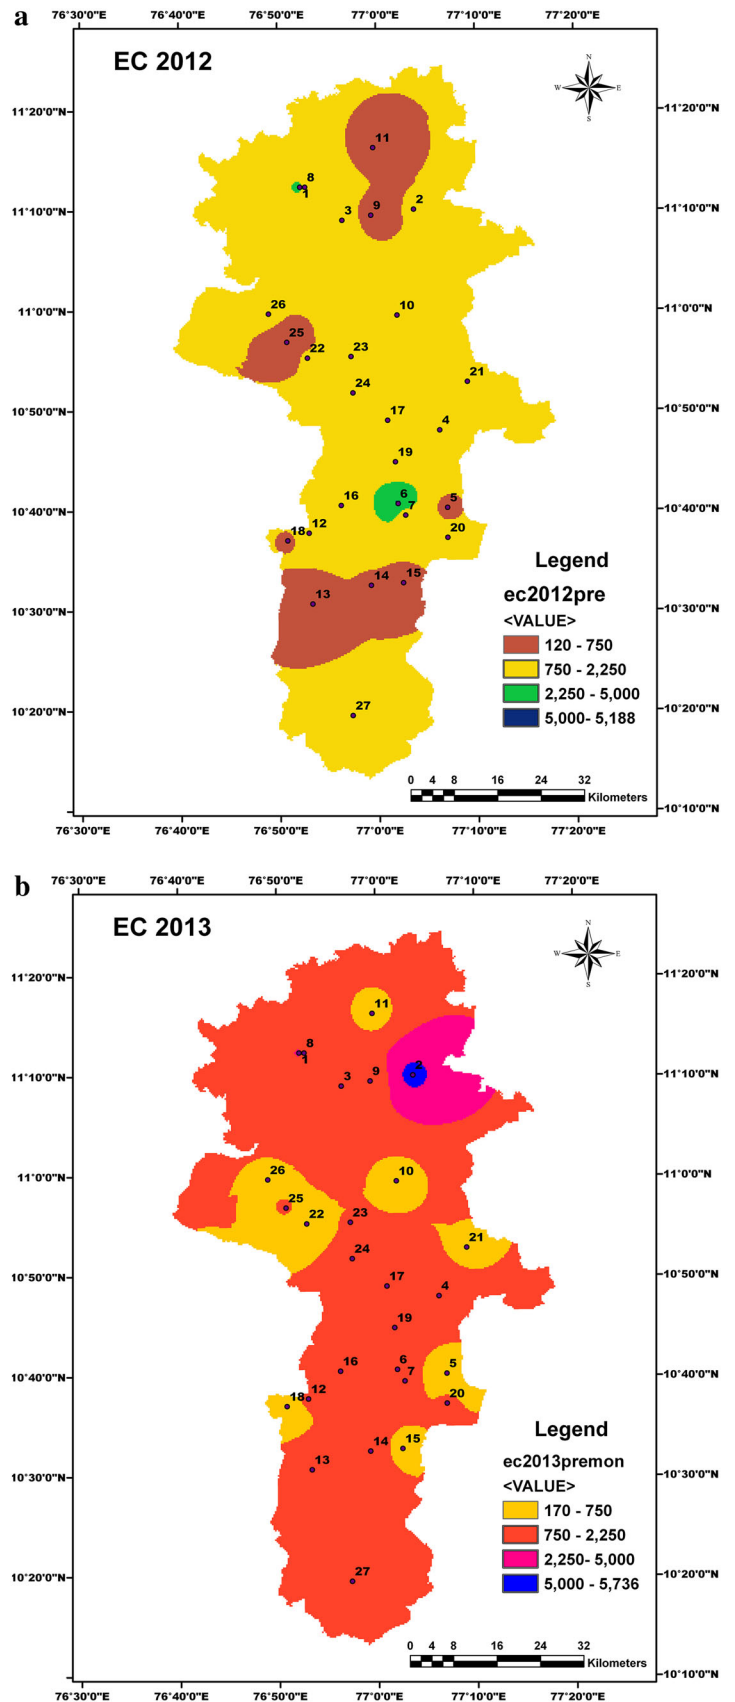 a
76°30'0"E 76°40'0"E 76°50'0"E 77°0'0"E 77°10'0"E 77°20'0"E
EC 2012
N
W E
S
11°20'0"N 11°20'0"N
11
8
1
2
9
3
11°10'0"N 11°10'0"N
26
10
11°0'0"N 11°0'0"N
25
22
23
21
24
10°50'0"N 10°50'0"N
17
4
19
16
6
5
7
10°40'0"N 10°40'0"N
18
12
20
14
15
13
10°30'0"N 10°30'0"N
27
10°20'0"N 10°20'0"N
10°10'0"N
Legend
ec2012pre
<VALUE>
120 - 750
750 - 2,250
2,250 - 5,000
5,000- 5,188
0 4 8 16 24 32
Kilometers
76°30'0"E 76°40'0"E 76°50'0"E 77°0'0"E 77°10'0"E 77°20'0"E
b
76°30'0"E 76°40'0"E 76°50'0"E 77°0'0"E 77°10'0"E 77°20'0"E
EC 2013
N
W E
S
11°20'0"N 11°20'0"N
11
8
1
2
9
3
11°10'0"N 11°10'0"N
26
10
11°0'0"N 11°0'0"N
25
22
23
21
24
10°50'0"N 10°50'0"N
17
4
19
16
6
5
7
10°40'0"N 10°40'0"N
18
12
20
14
15
13
10°30'0"N 10°30'0"N
27
10°20'0"N 10°20'0"N
10°10'0"N
Legend
ec2013premon
<VALUE>
170 - 750
750 - 2,250
2,250- 5,000
5,000 - 5,736
0 4 8 16 24 32
Kilometers
76°30'0"E 76°40'0"E 76°50'0"E 77°0'0"E 77°10'0"E 77°20'0"E